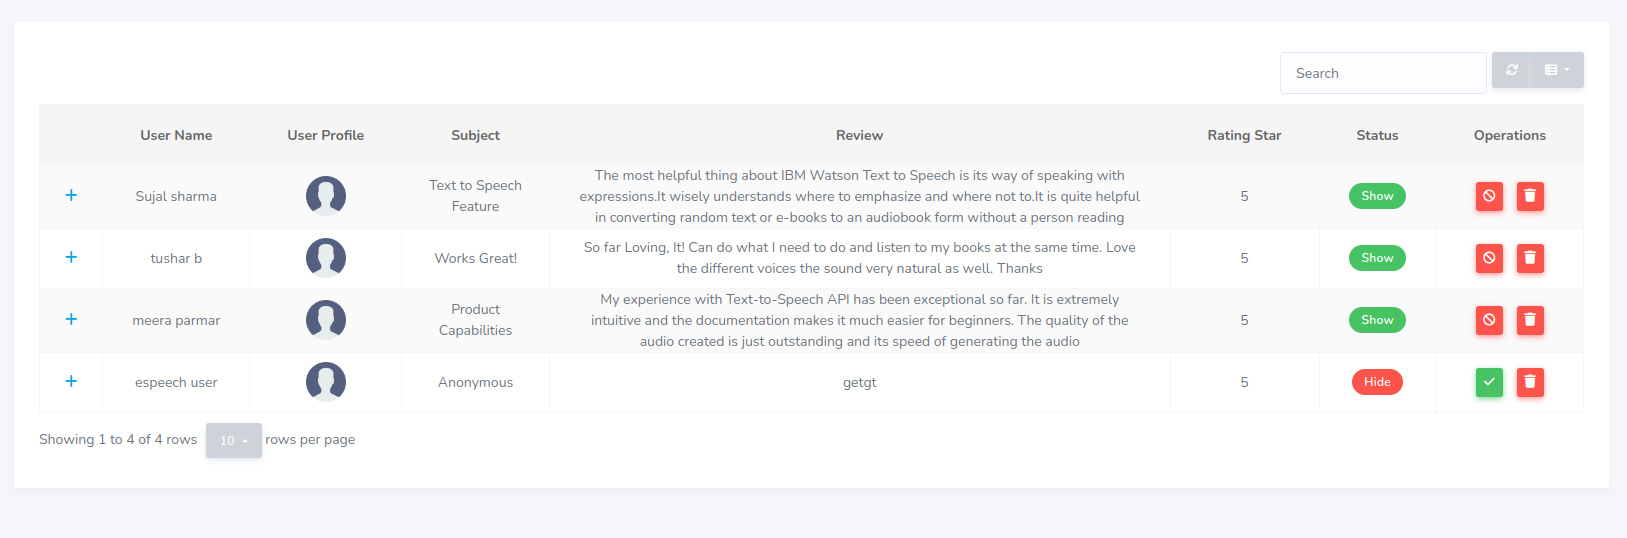 Search
User Name User Profile Subject Review Rating Star Status Operations
Sujal sharma
Text to Speech
Feature
The most helpful thing about IBM Watson Text to Speech is its way of speaking with
expressions.It wisely understands where to emphasize and where not to.It is quite helpful
in converting random text or e-books to an audiobook form without a person reading
5
Show
tushar b
Works Great!
So far Loving, It! Can do what I need to do and listen to my books at the same time. Love
the different voices the sound very natural as well. Thanks
5
Show
meera parmar
Product
Capabilities
My experience with Text-to-Speech API has been exceptional so far. It is extremely
intuitive and the documentation makes it much easier for beginners. The quality of the
audio created is just outstanding and its speed of generating the audio
5
Show
espeech user
Anonymous
getgt
5
Hide
Showing 1 to 4 of 4 rows 10 rows per page